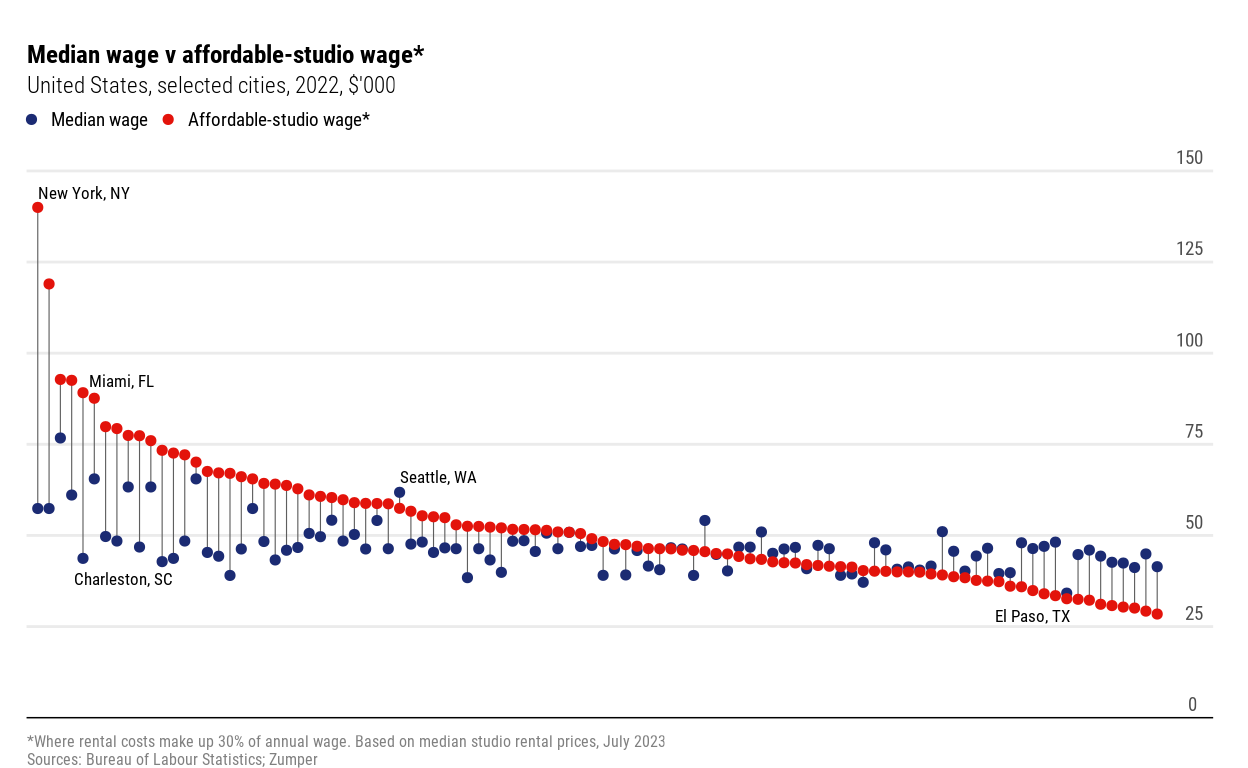 Median wage v affordable-studio wage*
United States, selected cities, 2022, $'000
Median wage Affordable-studio wage*
150
New York, NY
125
100
Miami, FL
75
Seattle, WA
50
Charleston, SC
El Paso, TX
25
0
*Where rental costs make up 30% of annual wage. Based on median studio rental prices, July 2023
Sources: Bureau of Labour Statistics; Zumper